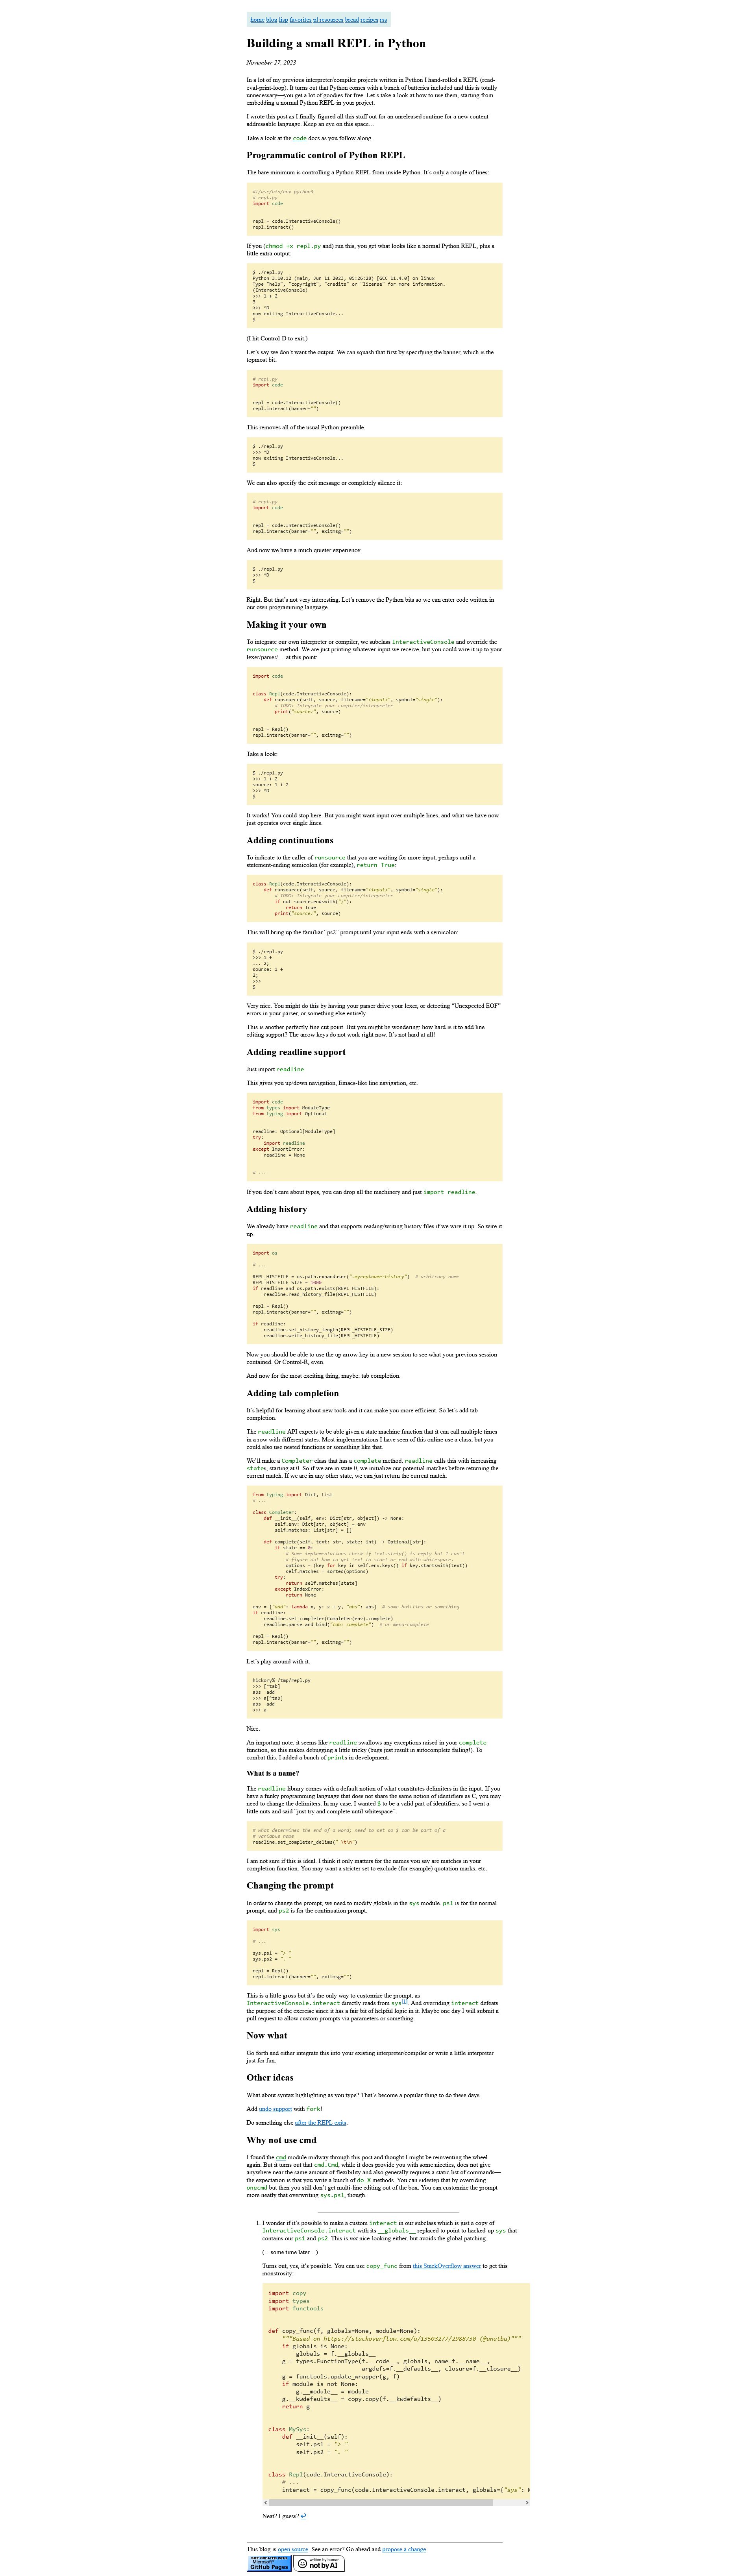 home blog lisp favorites pl resources bread recipes rss
Building a small REPL in Python
November 27, 2023
In a lot of my previous interpreter/compiler projects written in Python I hand-rolled a REPL (read-
eval-print-loop). It turns out that Python comes with a bunch of batteries included and this is totally
unnecessary—you get a lot of goodies for free. Let’s take a look at how to use them, starting from
embedding a normal Python REPL in your project.
I wrote this post as I finally figured all this stuff out for an unreleased runtime for a new content-
addressable language. Keep an eye on this space…
Take a look at the code docs as you follow along.
Programmatic control of Python REPL
The bare minimum is controlling a Python REPL from inside Python. It’s only a couple of lines:
#!/usr/bin/env python3
# repl.py
import code
repl = code.InteractiveConsole()
repl.interact()
If you (chmod +x repl.py and) run this, you get what looks like a normal Python REPL, plus a
little extra output:
$ ./repl.py
Python 3.10.12 (main, Jun 11 2023, 05:26:28) [GCC 11.4.0] on linux
Type "help", "copyright", "credits" or "license" for more information.
(InteractiveConsole)
>>> 1 + 2
3
>>> ^D
now exiting InteractiveConsole...
$
(I hit Control-D to exit.)
Let’s say we don’t want the output. We can squash that first by specifying the banner, which is the
topmost bit:
# repl.py
import code
repl = code.InteractiveConsole()
repl.interact(banner="")
This removes all of the usual Python preamble.
$ ./repl.py
>>> ^D
now exiting InteractiveConsole...
$
We can also specify the exit message or completely silence it:
# repl.py
import code
repl = code.InteractiveConsole()
repl.interact(banner="", exitmsg="")
And now we have a much quieter experience:
$ ./repl.py
>>> ^D
$
Right. But that’s not very interesting. Let’s remove the Python bits so we can enter code written in
our own programming language.
Making it your own
To integrate our own interpreter or compiler, we subclass InteractiveConsole and override the
runsource method. We are just printing whatever input we receive, but you could wire it up to your
lexer/parser/… at this point:
import code
class Repl(code.InteractiveConsole):
    def runsource(self, source, filename="<input>", symbol="single"):
        # TODO: Integrate your compiler/interpreter
        print("source:", source)
repl = Repl()
repl.interact(banner="", exitmsg="")
Take a look:
$ ./repl.py
>>> 1 + 2
source: 1 + 2
>>> ^D
$
It works! You could stop here. But you might want input over multiple lines, and what we have now
just operates over single lines.
Adding continuations
To indicate to the caller of runsource that you are waiting for more input, perhaps until a
statement-ending semicolon (for example), return True:
class Repl(code.InteractiveConsole):
    def runsource(self, source, filename="<input>", symbol="single"):
        # TODO: Integrate your compiler/interpreter
        if not source.endswith(";"):
            return True
        print("source:", source)
This will bring up the familiar “ps2” prompt until your input ends with a semicolon:
$ ./repl.py
>>> 1 +
... 2;
source: 1 +
2;
>>>
$
Very nice. You might do this by having your parser drive your lexer, or detecting “Unexpected EOF”
errors in your parser, or something else entirely.
This is another perfectly fine cut point. But you might be wondering: how hard is it to add line
editing support? The arrow keys do not work right now. It’s not hard at all!
Adding readline support
Just import readline.
This gives you up/down navigation, Emacs-like line navigation, etc.
import code
from types import ModuleType
from typing import Optional
readline: Optional[ModuleType]
try:
    import readline
except ImportError:
    readline = None
# ...
If you don’t care about types, you can drop all the machinery and just import readline.
Adding history
We already have readline and that supports reading/writing history files if we wire it up. So wire it
up.
import os
# ...
REPL_HISTFILE = os.path.expanduser(".myreplname-history")  # arbitrary name
REPL_HISTFILE_SIZE = 1000
if readline and os.path.exists(REPL_HISTFILE):
    readline.read_history_file(REPL_HISTFILE)
repl = Repl()
repl.interact(banner="", exitmsg="")
if readline:
    readline.set_history_length(REPL_HISTFILE_SIZE)
    readline.write_history_file(REPL_HISTFILE)
Now you should be able to use the up arrow key in a new session to see what your previous session
contained. Or Control-R, even.
And now for the most exciting thing, maybe: tab completion.
Adding tab completion
It’s helpful for learning about new tools and it can make you more efficient. So let’s add tab
completion.
The readline API expects to be able given a state machine function that it can call multiple times
in a row with different states. Most implementations I have seen of this online use a class, but you
could also use nested functions or something like that.
We’ll make a Completer class that has a complete method. readline calls this with increasing
states, starting at 0. So if we are in state 0, we initialize our potential matches before returning the
current match. If we are in any other state, we can just return the current match.
from typing import Dict, List
# ...
class Completer:
    def __init__(self, env: Dict[str, object]) -> None:
        self.env: Dict[str, object] = env
        self.matches: List[str] = []
    def complete(self, text: str, state: int) -> Optional[str]:
        if state == 0:
            # Some implementations check if text.strip() is empty but I can't
            # figure out how to get text to start or end with whitespace.
            options = (key for key in self.env.keys() if key.startswith(text))
            self.matches = sorted(options)
        try:
            return self.matches[state]
        except IndexError:
            return None
env = {"add": lambda x, y: x + y, "abs": abs}  # some builtins or something
if readline:
    readline.set_completer(Completer(env).complete)
    readline.parse_and_bind("tab: complete")  # or menu-complete
repl = Repl()
repl.interact(banner="", exitmsg="")
Let’s play around with it.
hickory% /tmp/repl.py
>>> [^tab]
abs  add
>>> a[^tab]
abs  add
>>> a
Nice.
An important note: it seems like readline swallows any exceptions raised in your complete
function, so this makes debugging a little tricky (bugs just result in autocomplete failing!). To
combat this, I added a bunch of prints in development.
What is a name?
The readline library comes with a default notion of what constitutes delimiters in the input. If you
have a funky programming language that does not share the same notion of identifiers as C, you may
need to change the delimiters. In my case, I wanted $ to be a valid part of identifiers, so I went a
little nuts and said “just try and complete until whitespace”.
# what determines the end of a word; need to set so $ can be part of a
# variable name
readline.set_completer_delims(" \t\n")
I am not sure if this is ideal. I think it only matters for the names you say are matches in your
completion function. You may want a stricter set to exclude (for example) quotation marks, etc.
Changing the prompt
In order to change the prompt, we need to modify globals in the sys module. ps1 is for the normal
prompt, and ps2 is for the continuation prompt.
import sys
# ...
sys.ps1 = "> "
sys.ps2 = ". "
repl = Repl()
repl.interact(banner="", exitmsg="")
This is a little gross but it’s the only way to customize the prompt, as
InteractiveConsole.interact directly reads from sys[1]. And overriding interact defeats
the purpose of the exercise since it has a fair bit of helpful logic in it. Maybe one day I will submit a
pull request to allow custom prompts via parameters or something.
Now what
Go forth and either integrate this into your existing interpreter/compiler or write a little interpreter
just for fun.
Other ideas
What about syntax highlighting as you type? That’s become a popular thing to do these days.
Add undo support with fork!
Do something else after the REPL exits.
Why not use cmd
I found the cmd module midway through this post and thought I might be reinventing the wheel
again. But it turns out that cmd.Cmd, while it does provide you with some niceties, does not give
anywhere near the same amount of flexibility and also generally requires a static list of commands—
the expectation is that you write a bunch of do_X methods. You can sidestep that by overriding
onecmd but then you still don’t get multi-line editing out of the box. You can customize the prompt
more neatly that overwriting sys.ps1, though.
1. I wonder if it’s possible to make a custom interact in our subclass which is just a copy of
InteractiveConsole.interact with its __globals__ replaced to point to hacked-up sys that
contains our ps1 and ps2. This is not nice-looking either, but avoids the global patching.
(…some time later…)
Turns out, yes, it’s possible. You can use copy_func from this StackOverflow answer to get this
monstrosity:
import copy
import types
import functools
def copy_func(f, globals=None, module=None):
    """Based on https://stackoverflow.com/a/13503277/2988730 (@unutbu)"""
    if globals is None:
        globals = f.__globals__
    g = types.FunctionType(f.__code__, globals, name=f.__name__,
                           argdefs=f.__defaults__, closure=f.__closure__)
    g = functools.update_wrapper(g, f)
    if module is not None:
        g.__module__ = module
    g.__kwdefaults__ = copy.copy(f.__kwdefaults__)
    return g
class MySys:
    def __init__(self):
        self.ps1 = "> "
        self.ps2 = ". "
class Repl(code.InteractiveConsole):
    # ...
    interact = copy_func(code.InteractiveConsole.interact, globals={"sys":
Neat? I guess? ↩
This blog is open source. See an error? Go ahead and propose a change.
SITE CREATED WITH
Microsoft
GitHub Pages
written by human
not by AI